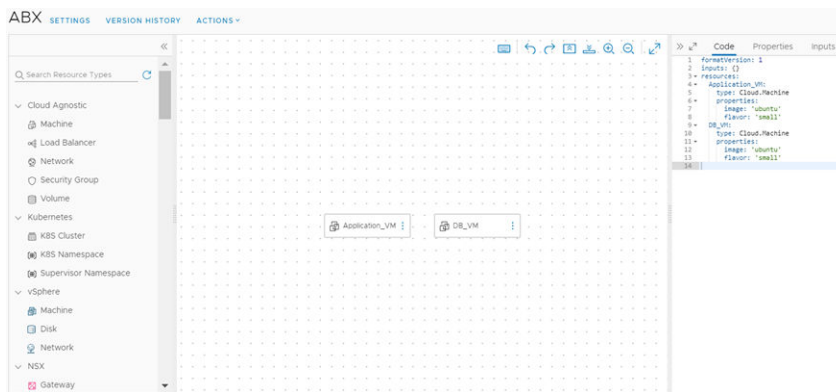 ABX SETTINGS VERSION HISTORY ACTIONS
Search Resource Types
Cloud Agnostic
Machine
Load Balancer
Network
Security Group
Volume
Kubernetes
K8S Cluster
K8S Namespace
Supervisor Namespace
vSphere
Machine
Disk
Network
NSX
Gateway
Application_VM
DB_VM
Code Properties Inputs
1 formatVersion: 1
2 inputs: {}
3 resources:
4 Application_VM:
5 type: Cloud.Machine
6 properties:
7 image: 'ubuntu'
8 flavor: 'small'
9 DB_VM:
10 type: Cloud.Machine
11 properties:
12 image: 'ubuntu'
13 flavor: 'small'
14